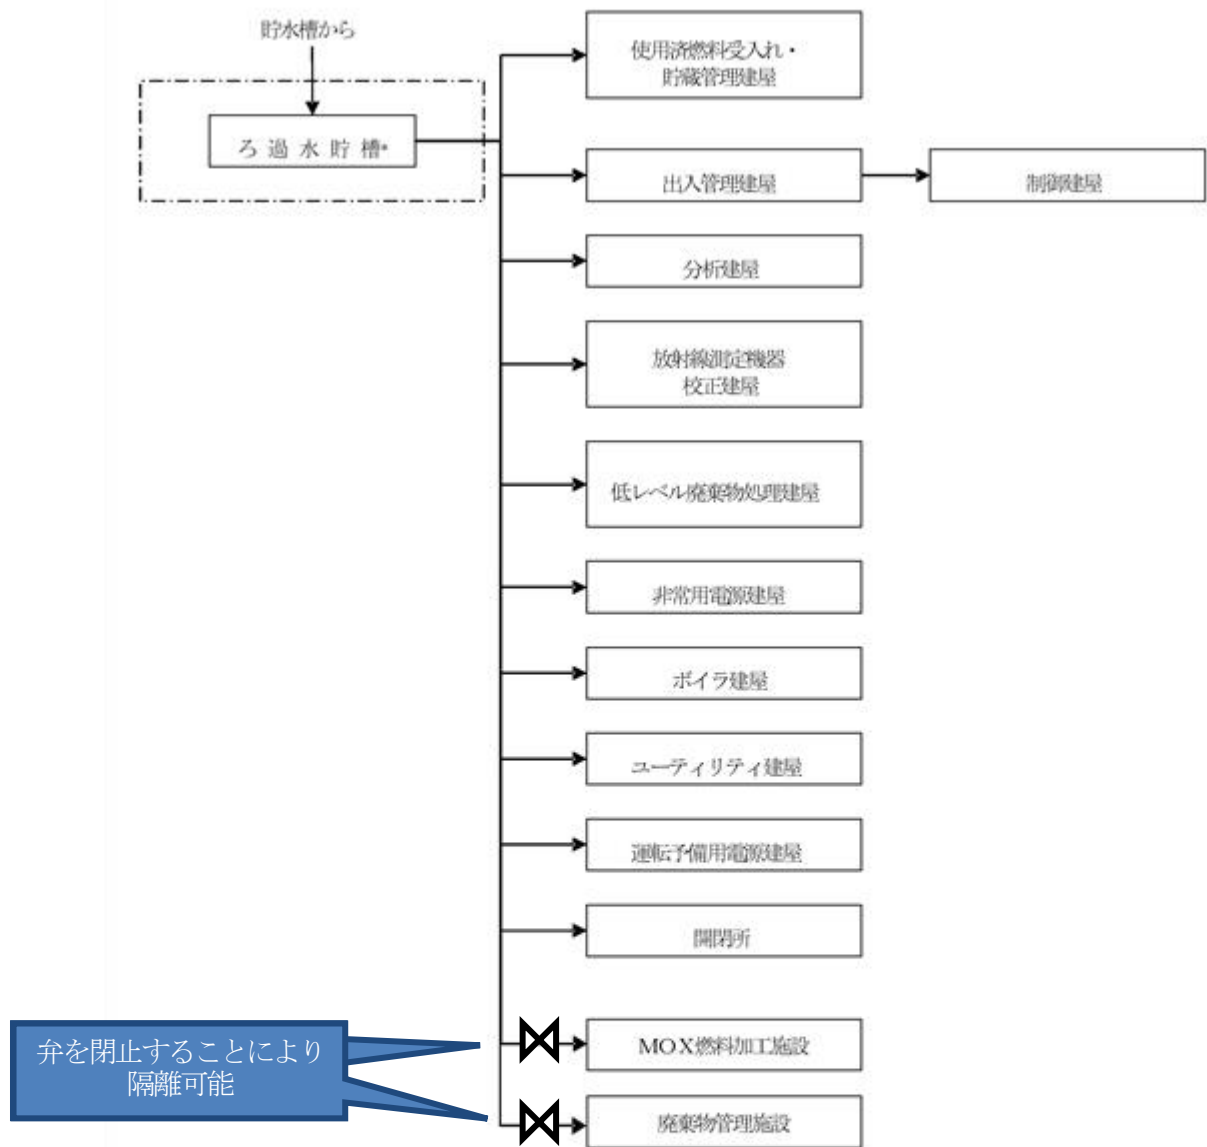 貯水槽から
ろ過水貯槽*
使用済燃料受入れ・
貯蔵管理建屋
出入管理建屋
制御建屋
分析建屋
放射線測定機器
校正建屋
低レベル廃棄物処理建屋
非常用電源建屋
ボイラ建屋
ユーティリティ建屋
運転予備用電源建屋
開閉所
MOX燃料加工施設
廃棄物管理施設
弁を閉止することにより
隔離可能